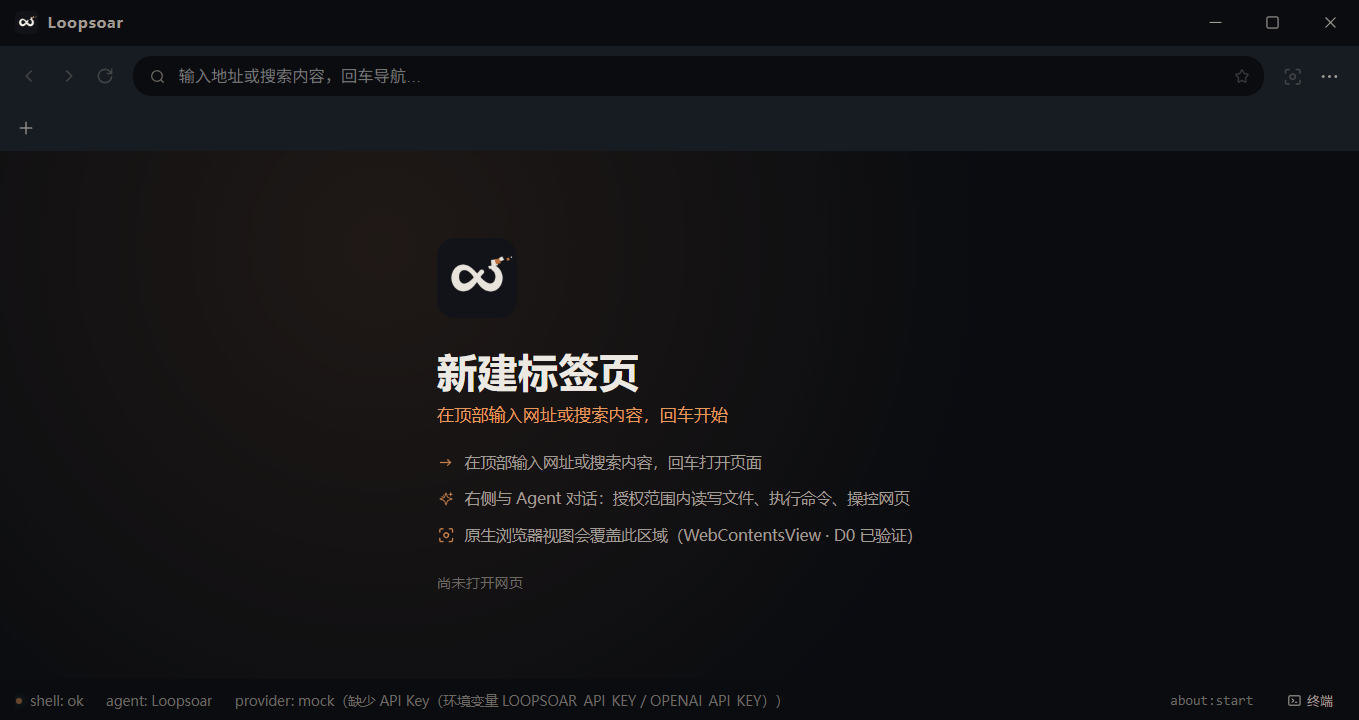 Loopsoar
输入地址或搜索内容，回车导航...
新建标签页
在顶部输入网址或搜索内容，回车开始
→ 在顶部输入网址或搜索内容，回车打开页面
右侧与 Agent 对话：授权范围内读写文件、执行命令、操控网页
原生浏览器视图会覆盖此区域（WebContentsView · D0 已验证）
尚未打开网页
shell: ok agent: Loopsoar provider: mock（缺少 API Key（环境变量 LOOPSOAR_API_KEY / OPENAI_API_KEY）） about:start 终端